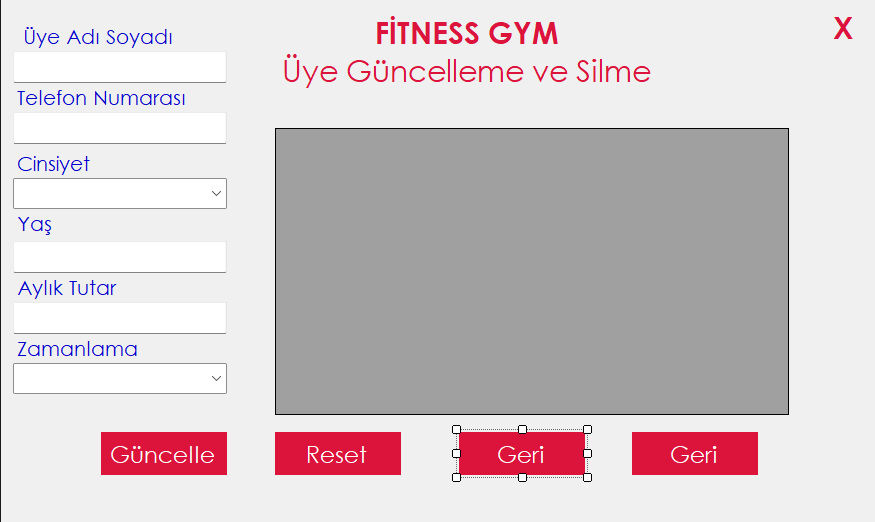 FİTNESS GYM
X
Üye Güncelleme ve Silme
Üye Adı Soyadı
Telefon Numarası
Cinsiyet
Yaş
Aylık Tutar
Zamanlama
Güncelle
Reset
Geri
Geri